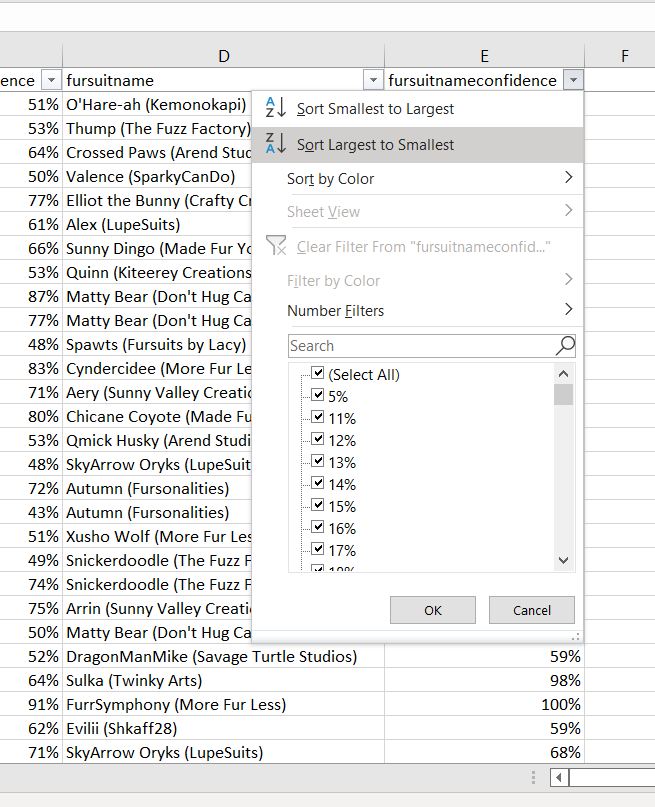 D E F
ence fursuitname fursuitnameconfidence
51% O'Hare-ah (Kemonokapi)
53% Thump (The Fuzz Factory)
64% Crossed Paws (Arend Stud
50% Valence (SparkyCanDo)
77% Elliot the Bunny (Crafty Cr
61% Alex (LupeSuits)
66% Sunny Dingo (Made Fur Yo
53% Quinn (Kiteerey Creations
87% Matty Bear (Don't Hug Ca
77% Matty Bear (Don't Hug Ca
48% Spawts (Fursuits by Lacy)
83% Cyndercidee (More Fur Le
71% Aery (Sunny Valley Creatio
80% Chicane Coyote (Made Fu
53% Qmick Husky (Arend Studi
48% SkyArrow Oryks (LupeSuit
72% Autumn (Fursonalities)
43% Autumn (Fursonalities)
51% Xusho Wolf (More Fur Les
49% Snickerdoodle (The Fuzz F
74% Snickerdoodle (The Fuzz F
75% Arrin (Sunny Valley Creatio
50% Matty Bear (Don't Hug Ca
52% DragonManMike (Savage Turtle Studios) 59%
64% Sulka (Twinky Arts) 98%
91% FurrSymphony (More Fur Less) 100%
62% Evilii (Shkaff28) 59%
71% SkyArrow Oryks (LupeSuits) 68%
Sort Smallest to Largest
Sort Largest to Smallest
Sort by Color
Sheet View
Clear Filter From "fursuitnameconfid..."
Filter by Color
Number Filters
Search
(Select All)
5%
11%
12%
13%
14%
15%
16%
17%
18%
OK Cancel